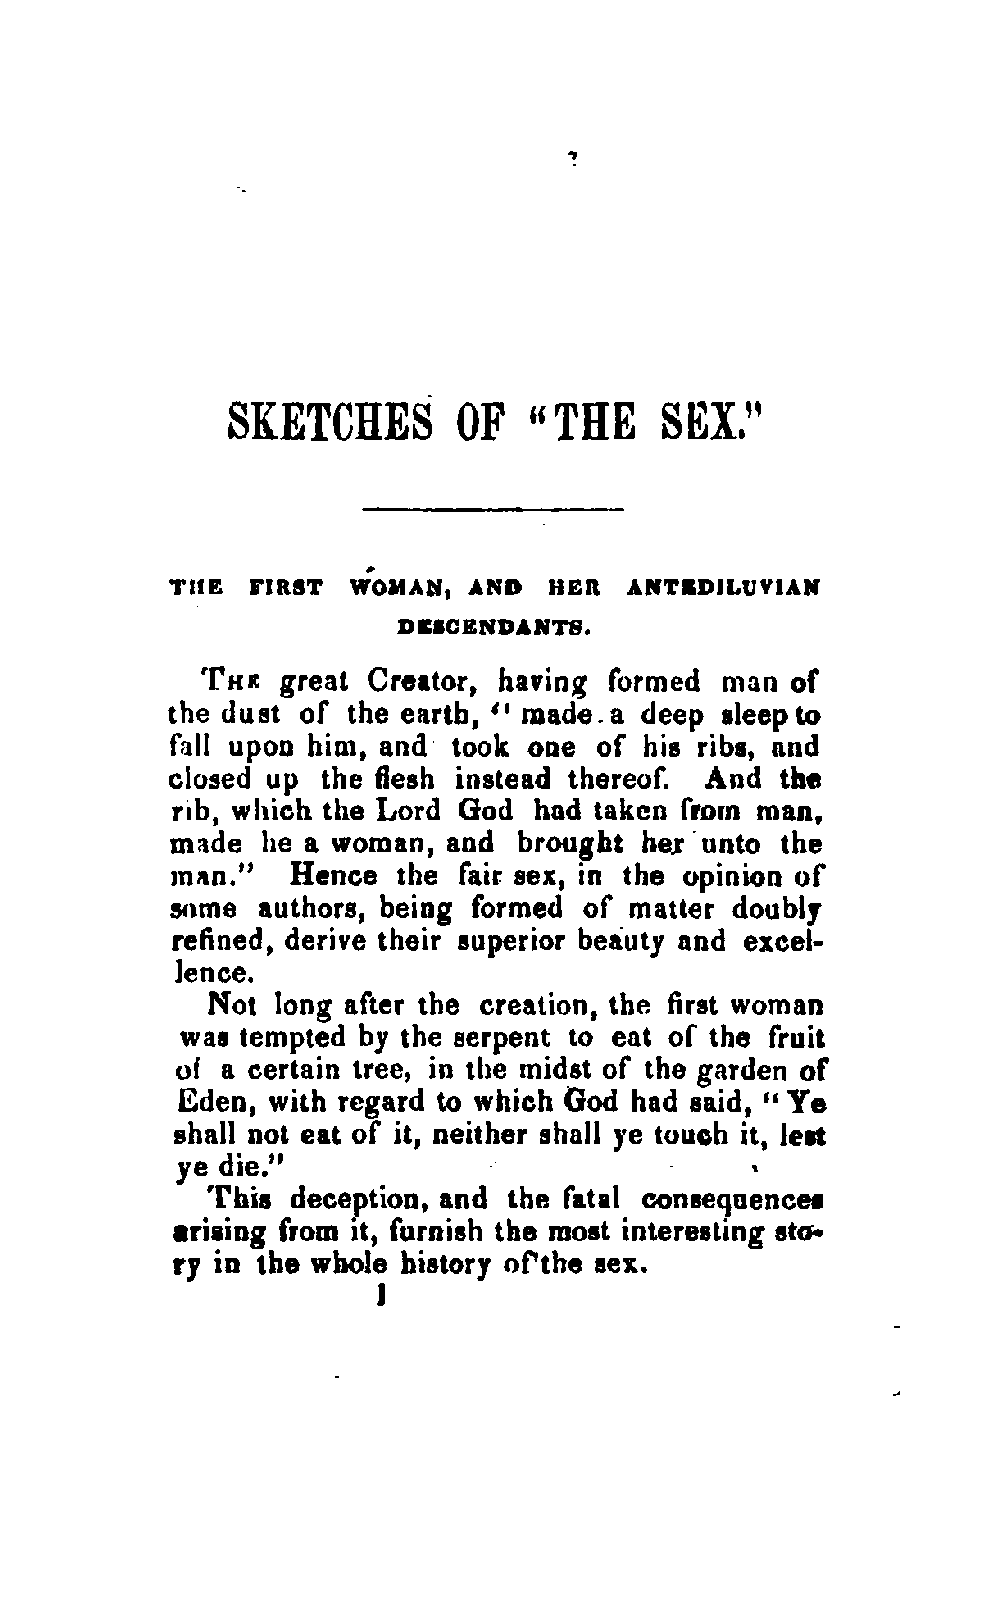 SKETCHES OF "THE SEX."
THE FIRST WOMAN, AND HER ANTEDILUVIAN
DESCENDANTS.
THE great Creator, having formed man of
the dust of the earth, "made a deep sleep to
fall upon him, and took one of his ribs, and
closed up the flesh instead thereof. And the
rib, which the Lord God had taken from man,
made he a woman, and brought her unto the
man." Hence the fair sex, in the opinion of
some authors, being formed of matter doubly
refined, derive their superior beauty and excel-
lence.
Not long after the creation, the first woman
was tempted by the serpent to eat of the fruit
of a certain tree, in the midst of the garden of
Eden, with regard to which God had said, "Ye
shall not eat of it, neither shall ye touch it, lest
ye die."
This deception, and the fatal consequences
arising from it, furnish the most interesting sto-
ry in the whole history of the sex.
1